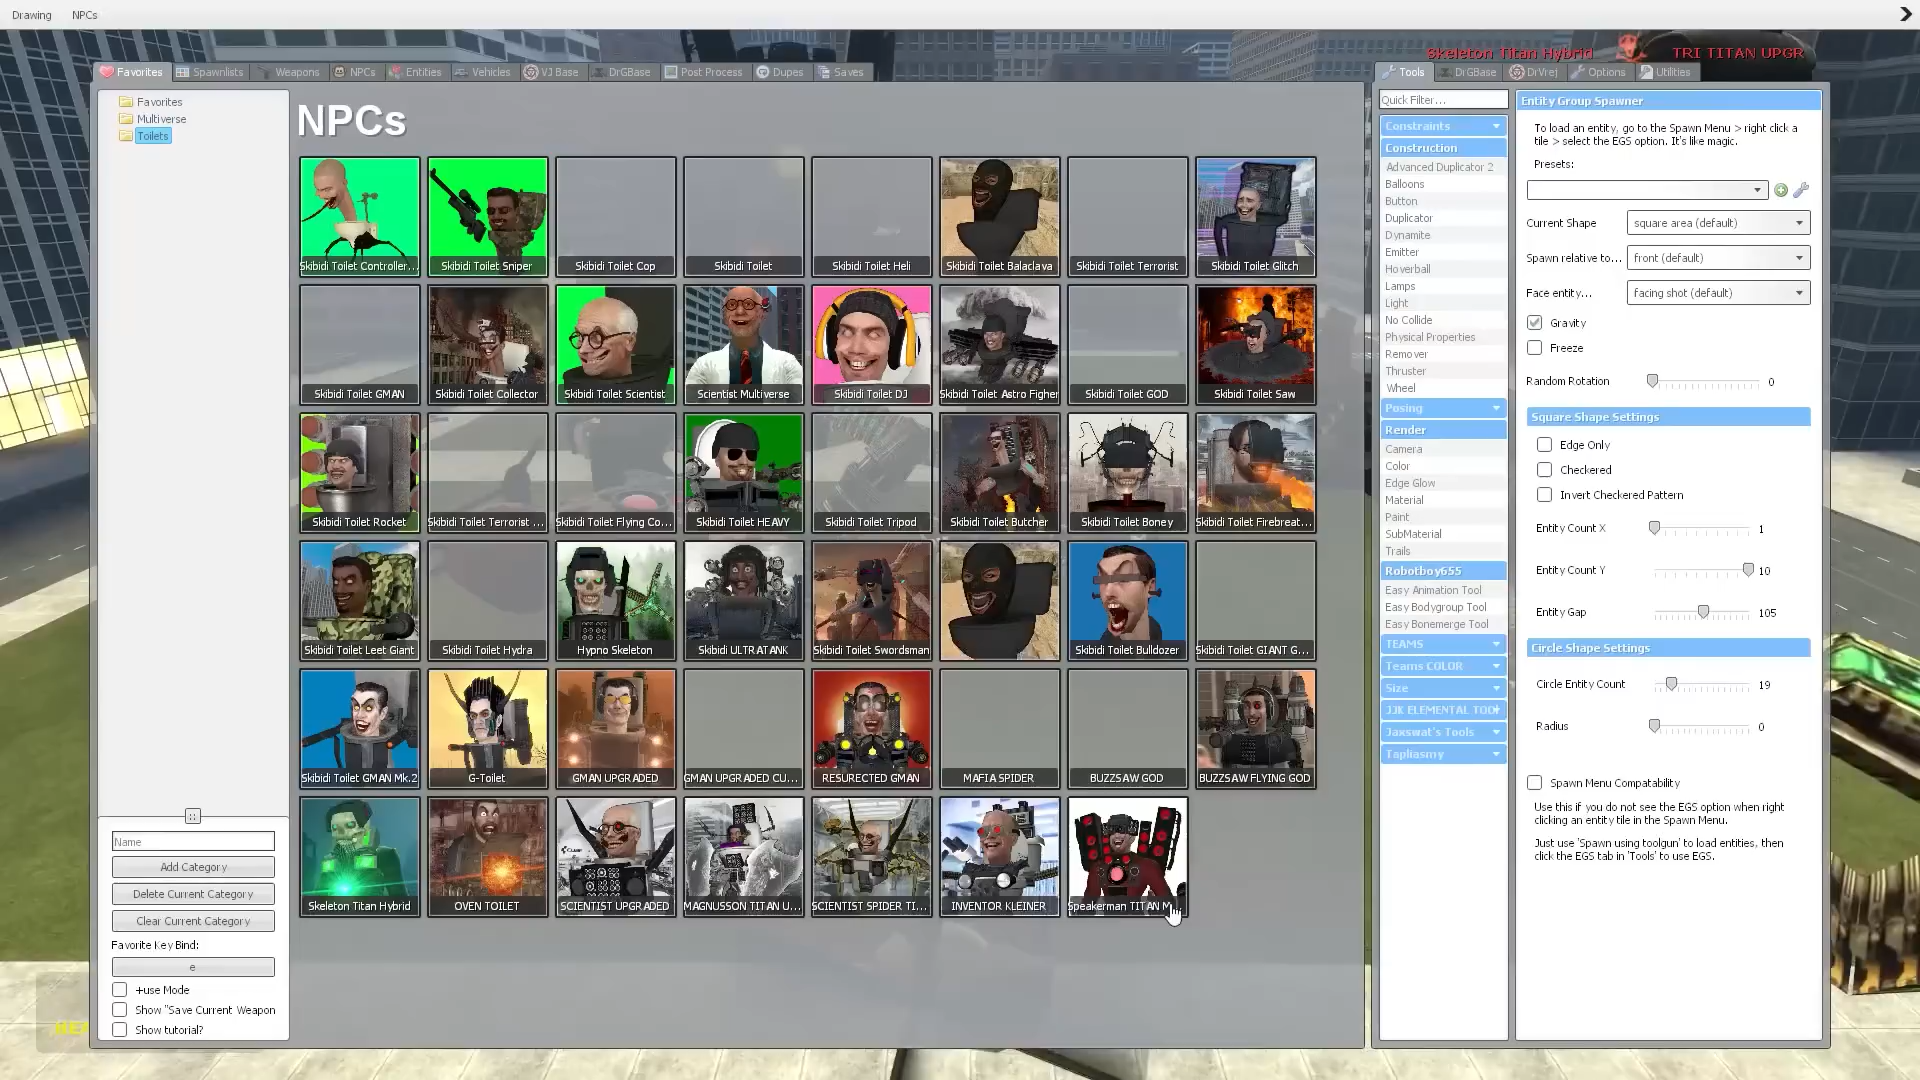 Drawing NPCs
Skeleton Titan Hybrid TRI TITAN UPGR
Favorites Spawnlists Weapons NPCs Entities Vehicles VJ Base DrGBase Post Process Dupes Saves
Favorites
Multiverse
Toilets
NPCs
Skibidi Toilet Controller... Skibidi Toilet Sniper Skibidi Toilet Cop Skibidi Toilet Skibidi Toilet Heli Skibidi Toilet Balaclava Skibidi Toilet Terrorist Skibidi Toilet Glitch
Skibidi Toilet GMAN Skibidi Toilet Collector Skibidi Toilet Scientist Scientist Multiverse Skibidi Toilet DJ Skibidi Toilet Astro Figher Skibidi Toilet GOD Skibidi Toilet Saw
Skibidi Toilet Rocket Skibidi Toilet Terrorist ... Skibidi Toilet Flying Co... Skibidi Toilet HEAVY Skibidi Toilet Tripod Skibidi Toilet Butcher Skibidi Toilet Boney Skibidi Toilet Firebreat...
Skibidi Toilet Leet Giant Skibidi Toilet Hydra Hypno Skeleton Skibidi ULTRATANK Skibidi Toilet Swordsman Skibidi Toilet Bulldozer Skibidi Toilet GIANT G...
Skibidi Toilet GMAN Mk.2 G-Toilet GMAN UPGRADED GMAN UPGRADED CU... RESURECTED GMAN MAFIA SPIDER BUZZSAW GOD BUZZSAW FLYING GOD
Skeleton Titan Hybrid OVEN TOILET SCIENTIST UPGRADED MAGNUSSON TITAN U... SCIENTIST SPIDER TI... INVENTOR KLEINER Speakerman TITAN M...
Name
Add Category
Delete Current Category
Clear Current Category
Favorite Key Bind:
e
+use Mode
Show "Save Current Weapon
Show tutorial?
Tools DrGBase DrVrej Options Utilities
Quick Filter...
Constraints
Construction
Advanced Duplicator 2
Balloons
Button
Duplicator
Dynamite
Emitter
Hoverball
Lamps
Light
No Collide
Physical Properties
Remover
Thruster
Wheel
Posing
Render
Camera
Color
Edge Glow
Material
Paint
SubMaterial
Trails
Robotboy655
Easy Animation Tool
Easy Bodygroup Tool
Easy Bonemerge Tool
TEAMS
Teams COLOR
Size
JJK ELEMENTAL TOOL
Jaxswat's Tools
Tapliasmy
Entity Group Spawner
To load an entity, go to the Spawn Menu > right click a
tile > select the EGS option. It's like magic.
Presets:
Current Shape square area (default)
Spawn relative to... front (default)
Face entity... facing shot (default)
Gravity
Freeze
Random Rotation 0
Square Shape Settings
Edge Only
Checkered
Invert Checkered Pattern
Entity Count X 1
Entity Count Y 10
Entity Gap 105
Circle Shape Settings
Circle Entity Count 19
Radius 0
Spawn Menu Compatability
Use this if you do not see the EGS option when right
clicking an entity tile in the Spawn Menu.
Just use 'Spawn using toolgun' to load entities, then
click the EGS tab in 'Tools' to use EGS.